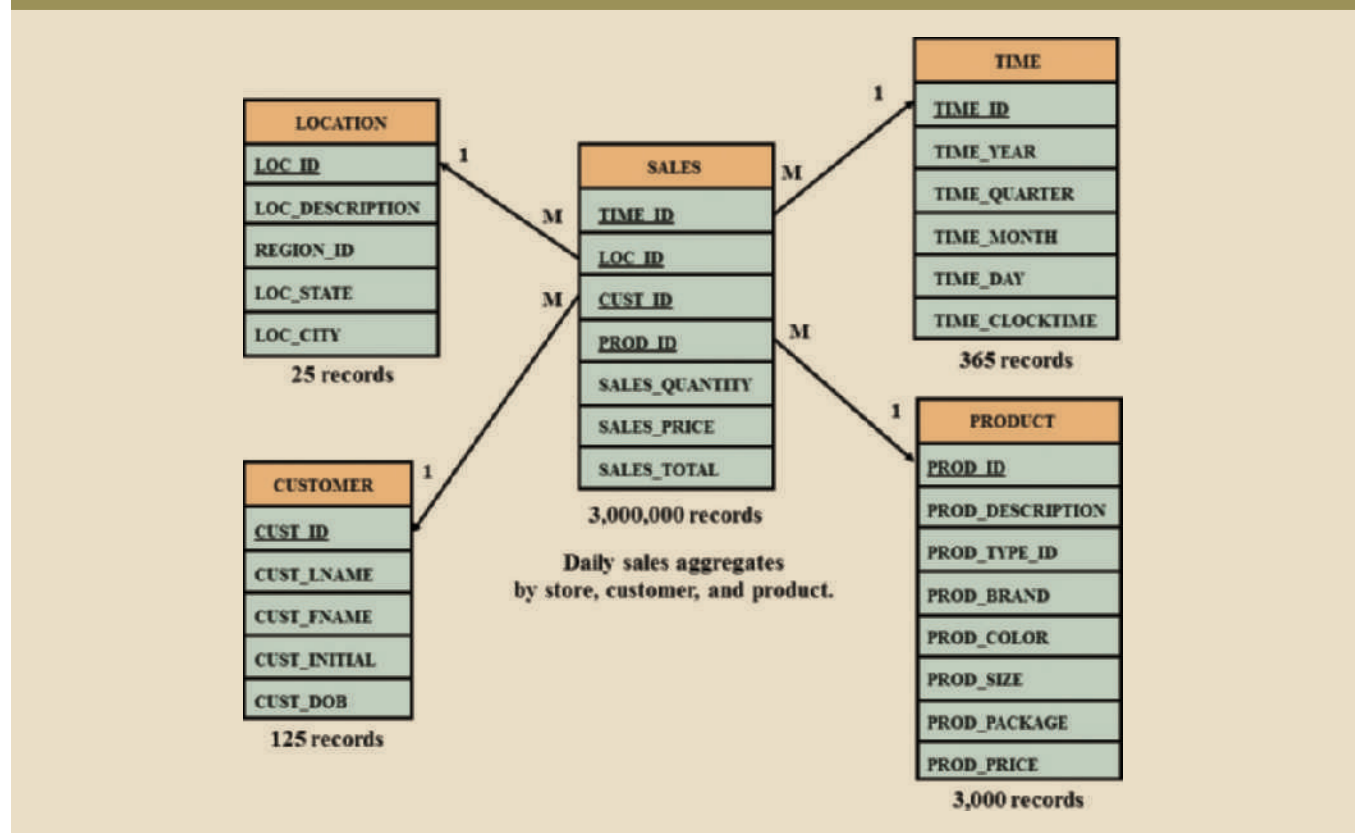 LOCATION
LOC_ID
LOC_DESCRIPTION
REGION_ID
LOC_STATE
LOC_CITY
25 records
1
M
CUSTOMER
CUST_ID
CUST_LNAME
CUST_FNAME
CUST_INITIAL
CUST_DOB
125 records
1
M
SALES
TIME_ID
LOC_ID
CUST_ID
PROD_ID
SALES_QUANTITY
SALES_PRICE
SALES_TOTAL
3,000,000 records
Daily sales aggregates
by store, customer, and product.
M
1
TIME
TIME_ID
TIME_YEAR
TIME_QUARTER
TIME_MONTH
TIME_DAY
TIME_CLOCKTIME
365 records
M
1
PRODUCT
PROD_ID
PROD_DESCRIPTION
PROD_TYPE_ID
PROD_BRAND
PROD_COLOR
PROD_SIZE
PROD_PACKAGE
PROD_PRICE
3,000 records